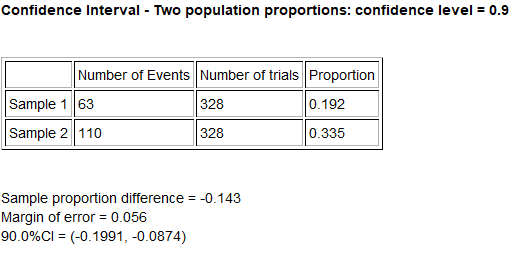 Confidence Interval - Two population proportions: confidence level = 0.9
Number of Events Number of trials Proportion
Sample 1 63 328 0.192
Sample 2 110 328 0.335
Sample proportion difference = -0.143
Margin of error = 0.056
90.0%CI = (-0.1991, -0.0874)